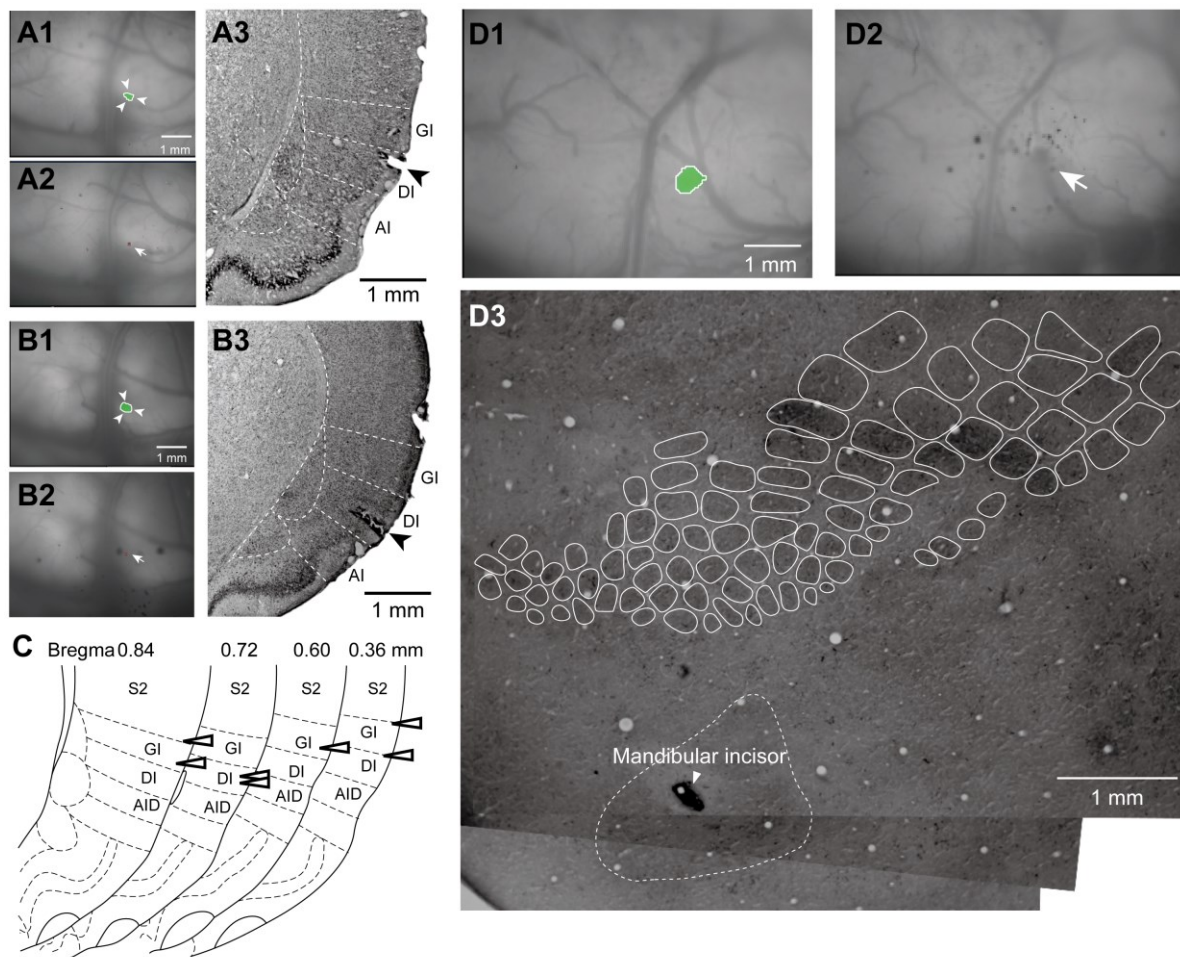 A1
1 mm
A2
A3
GI
DI
AI
1 mm
B1
1 mm
B2
B3
GI
DI
AI
1 mm
C
Bregma 0.84 0.72 0.60 0.36 mm
S2 S2 S2 S2
GI GI GI GI
DI DI DI DI
AID AID AID AID
D1
1 mm
D2
D3
Mandibular incisor
1 mm